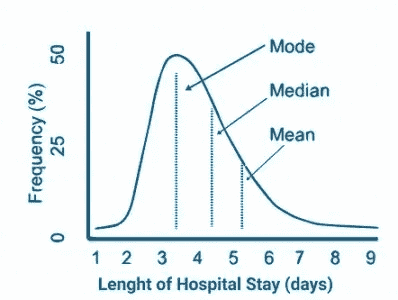 Mode
Median
Mean
Frequency (%)
50
25
0
1 2 3 4 5 6 7 8 9
Lenght of Hospital Stay (days)